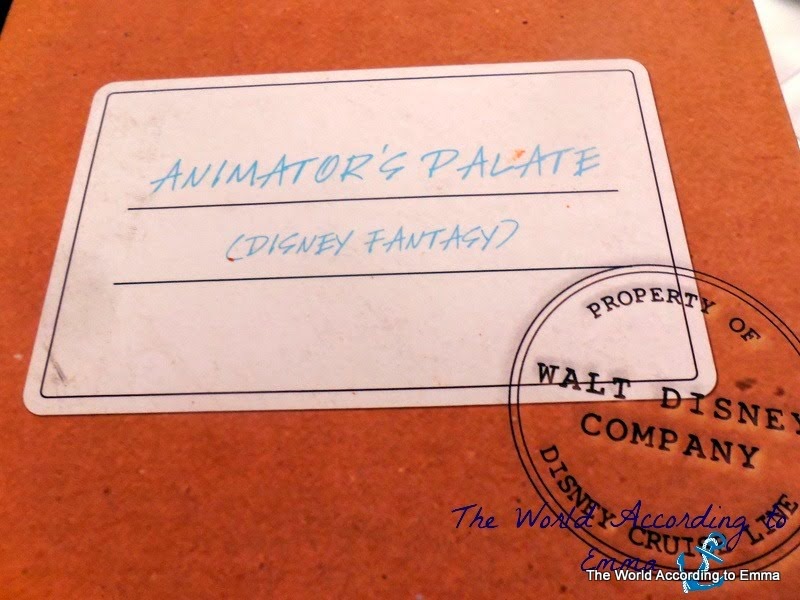 ANIMATOR'S PALATE
(DISNEY FANTASY)
PROPERTY OF
WALT DISNEY
COMPANY
DISNEY CRUISE LINE
The World According to
Emma
The World According to Emma